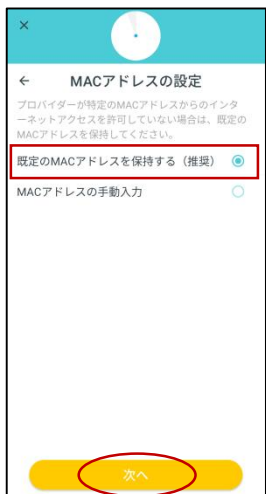 MACアドレスの設定
プロバイダーが特定のMACアドレスからのインタ
ーネットアクセスを許可していない場合は、既定の
MACアドレスを保持してください。
既定のMACアドレスを保持する（推奨）
MACアドレスの手動入力
次へ